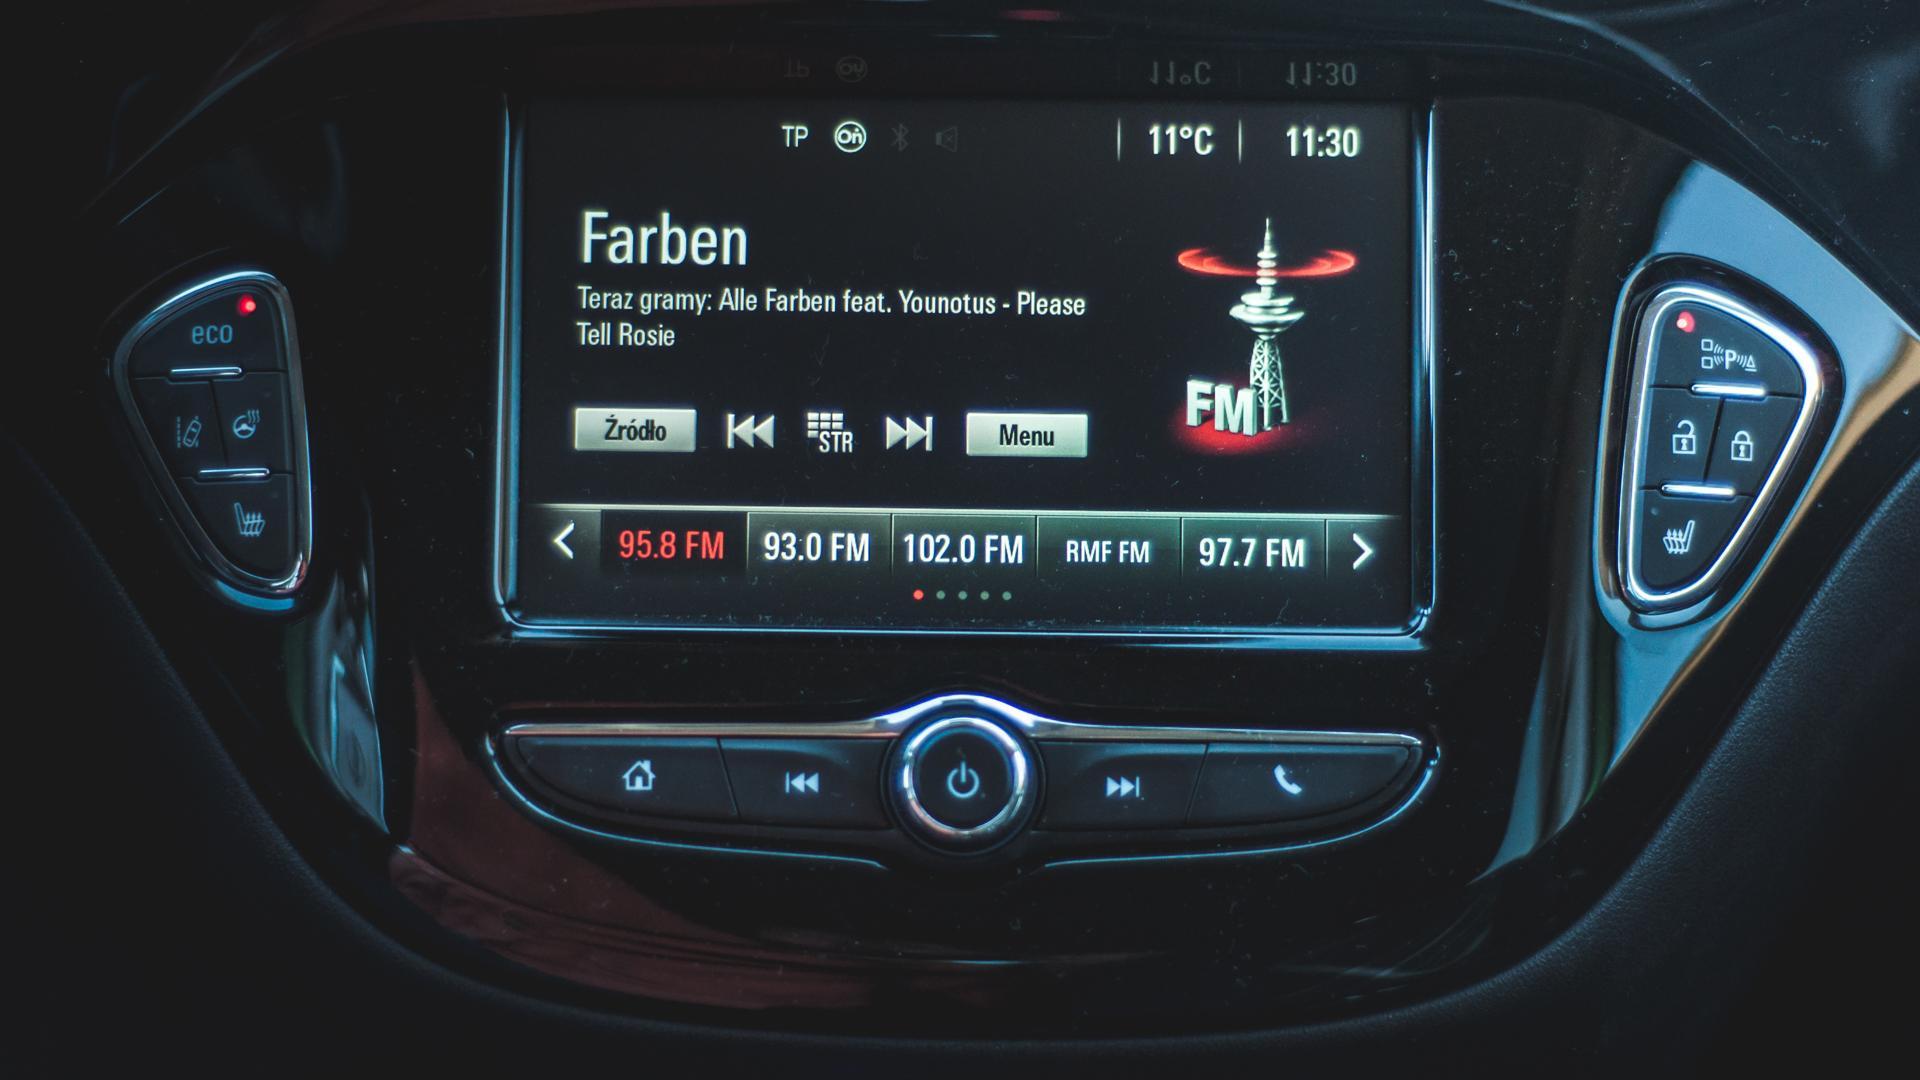 TP On 11°C 11:30
Farben
Teraz gramy: Alle Farben feat. Younotus - Please
Tell Rosie
FM
Źródło STR Menu
95.8 FM 93.0 FM 102.0 FM RMF FM 97.7 FM
eco
P